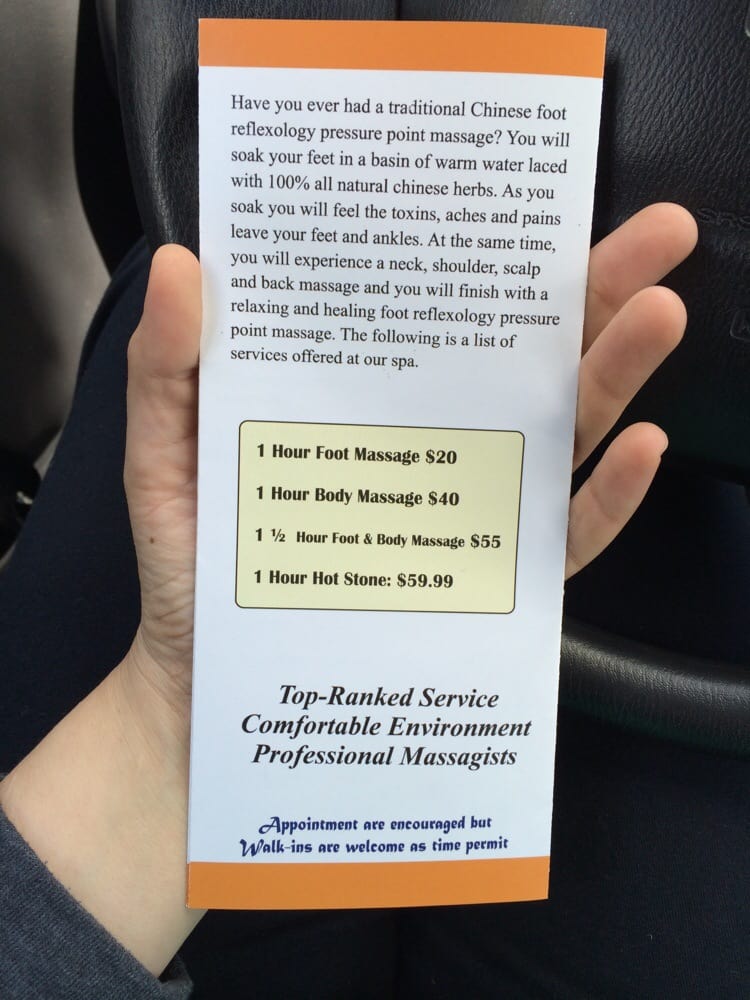 Have you ever had a traditional Chinese foot
reflexology pressure point massage? You will
soak your feet in a basin of warm water laced
with 100% all natural chinese herbs. As you
soak you will feel the toxins, aches and pains
leave your feet and ankles. At the same time,
you will experience a neck, shoulder, scalp
and back massage and you will finish with a
relaxing and healing foot reflexology pressure
point massage. The following is a list of
services offered at our spa.
1 Hour Foot Massage $20
1 Hour Body Massage $40
1 ½ Hour Foot & Body Massage $55
1 Hour Hot Stone: $59.99
Top-Ranked Service
Comfortable Environment
Professional Massagists
Appointment are encouraged but
Walk-ins are welcome as time permit